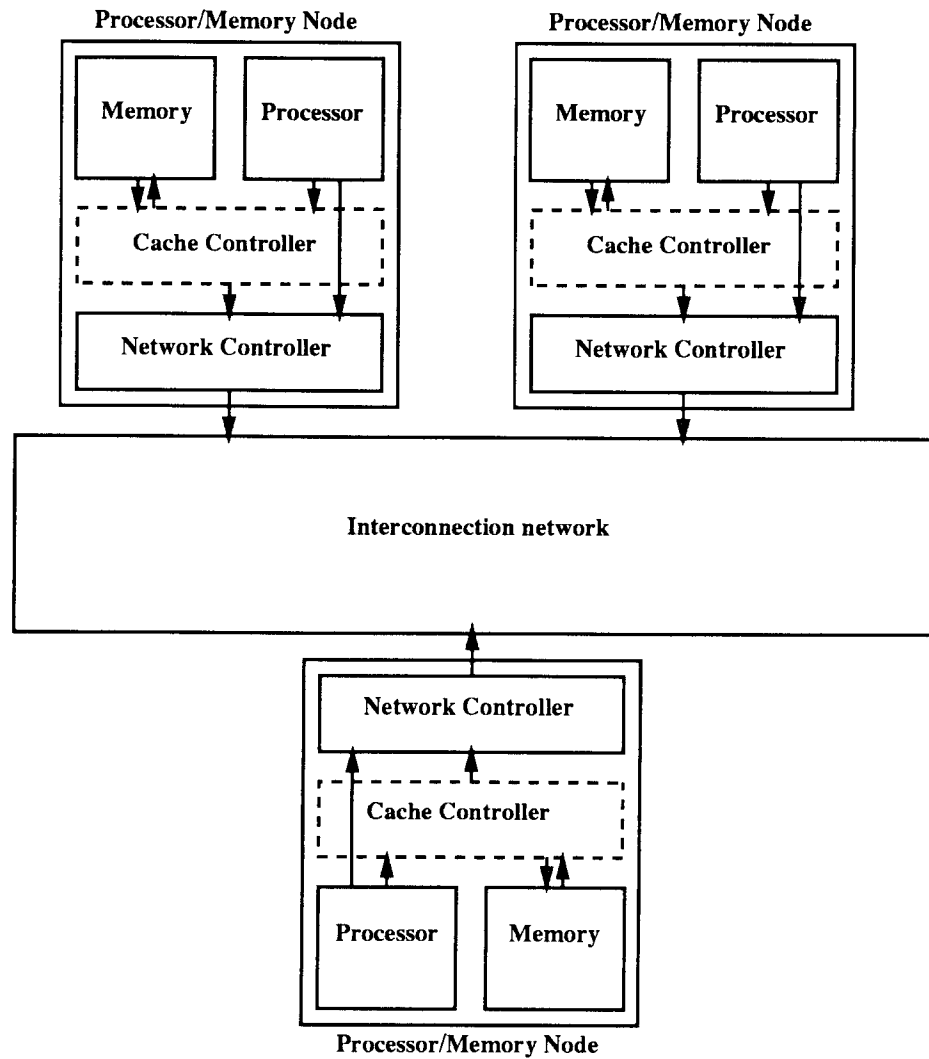 Processor/Memory Node
Processor/Memory Node
Memory
Processor
Memory
Processor
Cache Controller
Cache Controller
Network Controller
Network Controller
Interconnection network
Network Controller
Cache Controller
Processor
Memory
Processor/Memory Node